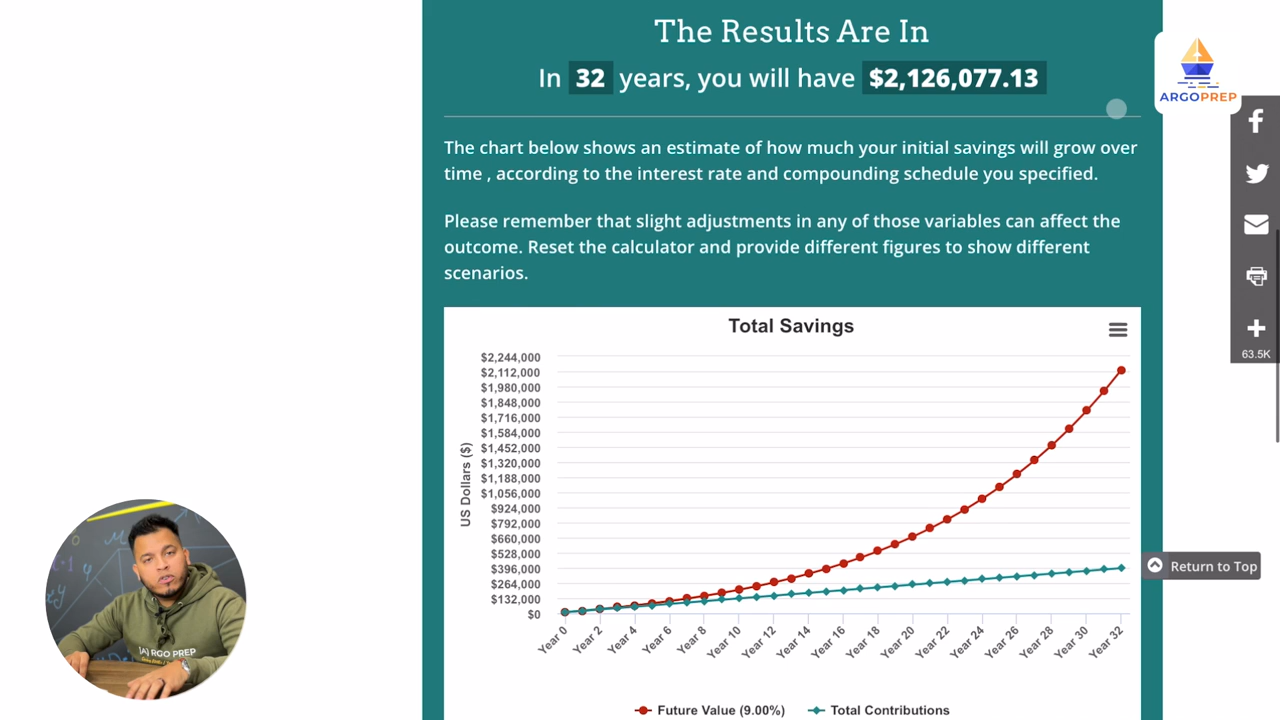 The Results Are In
In 32 years, you will have $2,126,077.13
ARGOPREP
The chart below shows an estimate of how much your initial savings will grow over
time , according to the interest rate and compounding schedule you specified.
Please remember that slight adjustments in any of those variables can affect the
outcome. Reset the calculator and provide different figures to show different
scenarios.
63.5K
Total Savings
US Dollars ($)
$2,244,000
$2,112,000
$1,980,000
$1,848,000
$1,716,000
$1,584,000
$1,452,000
$1,320,000
$1,188,000
$1,056,000
$924,000
$792,000
$660,000
$528,000
$396,000
$264,000
$132,000
$0
Year 0
Year 2
Year 4
Year 6
Year 8
Year 10
Year 12
Year 14
Year 16
Year 18
Year 20
Year 22
Year 24
Year 26
Year 28
Year 30
Year 32
Future Value (9.00%)
Total Contributions
Return to Top
(A) RGO PREP